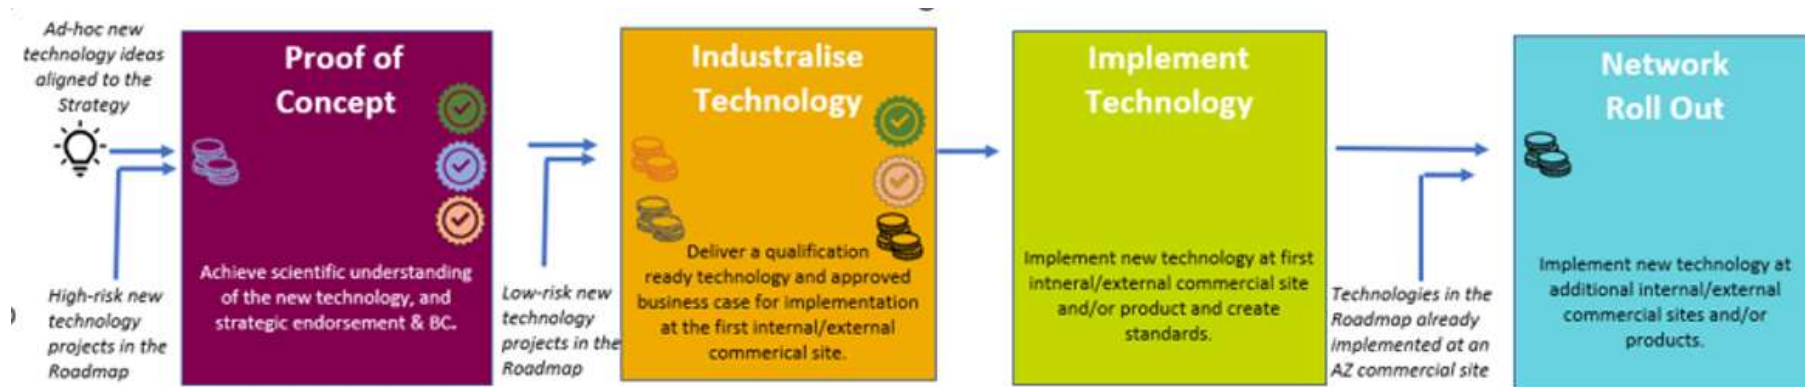 Ad-hoc new
technology ideas
aligned to the
Strategy
High-risk new
technology
projects in the
Roadmap
Proof of
Concept
Achieve scientific understanding
of the new technology, and
strategic endorsement & BC.
Low-risk new
technology
projects in the
Roadmap
Industralise
Technology
Deliver a qualification
ready technology and approved
business case for implementation
at the first internal/external
commerical site.
Implement
Technology
Implement new technology at first
intneral/external commercial site
and/or product and create
standards.
Technologies in the
Roadmap already
implemented at an
AZ commercial site
Network
Roll Out
Implement new technology at
additional internal/external
commercial sites and/or
products.